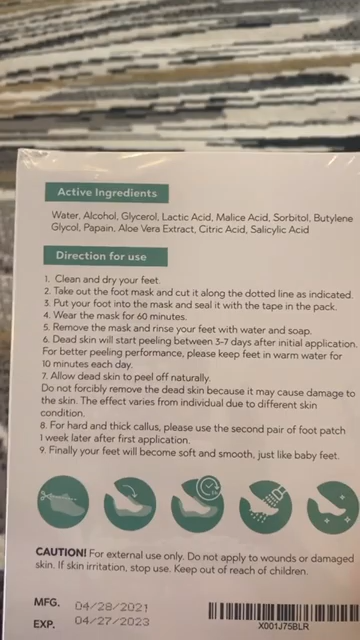 Active Ingredients
Water, Alcohol, Glycerol, Lactic Acid, Malice Acid, Sorbitol, Butylene
Glycol, Papain, Aloe Vera Extract, Citric Acid, Salicylic Acid
Direction for use
1. Clean and dry your feet.
2. Take out the foot mask and cut it along the dotted line as indicated.
3. Put your foot into the mask and seal it with the tape in the pack.
4. Wear the mask for 60 minutes.
5. Remove the mask and rinse your feet with water and soap.
6. Dead skin will start peeling between 3-7 days after initial application.
For better peeling performance, please keep feet in warm water for
10 minutes each day.
7. Allow dead skin to peel off naturally.
Do not forcibly remove the dead skin because it may cause damage to
the skin. The effect varies from individual due to different skin
condition.
8. For hard and thick callus, please use the second pair of foot patch
1 week later after first application.
9. Finally your feet will become soft and smooth, just like baby feet.
CAUTION! For external use only. Do not apply to wounds or damaged
skin. If skin irritation, stop use. Keep out of reach of children.
MFG. 04/28/2021
EXP. 04/27/2023
X001J75BLR